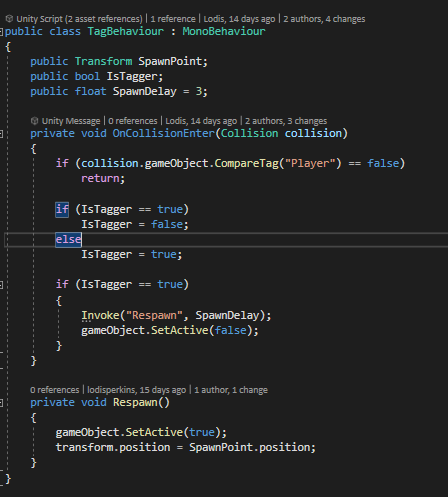 Unity Script (2 asset references) | 1 reference | Lodis, 14 days ago | 2 authors, 4 changes
public class TagBehaviour : MonoBehaviour
{
public Transform SpawnPoint;
public bool IsTagger;
public float SpawnDelay = 3;
Unity Message | 0 references | Lodis, 14 days ago | 2 authors, 3 changes
private void OnCollisionEnter(Collision collision)
{
if (collision.gameObject.CompareTag("Player") == false)
return;
if (IsTagger == true)
IsTagger = false;
else
IsTagger = true;
if (IsTagger == true)
{
Invoke("Respawn", SpawnDelay);
gameObject.SetActive(false);
}
}
0 references | lodisperkins, 15 days ago | 1 author, 1 change
private void Respawn()
{
gameObject.SetActive(true);
transform.position = SpawnPoint.position;
}
}